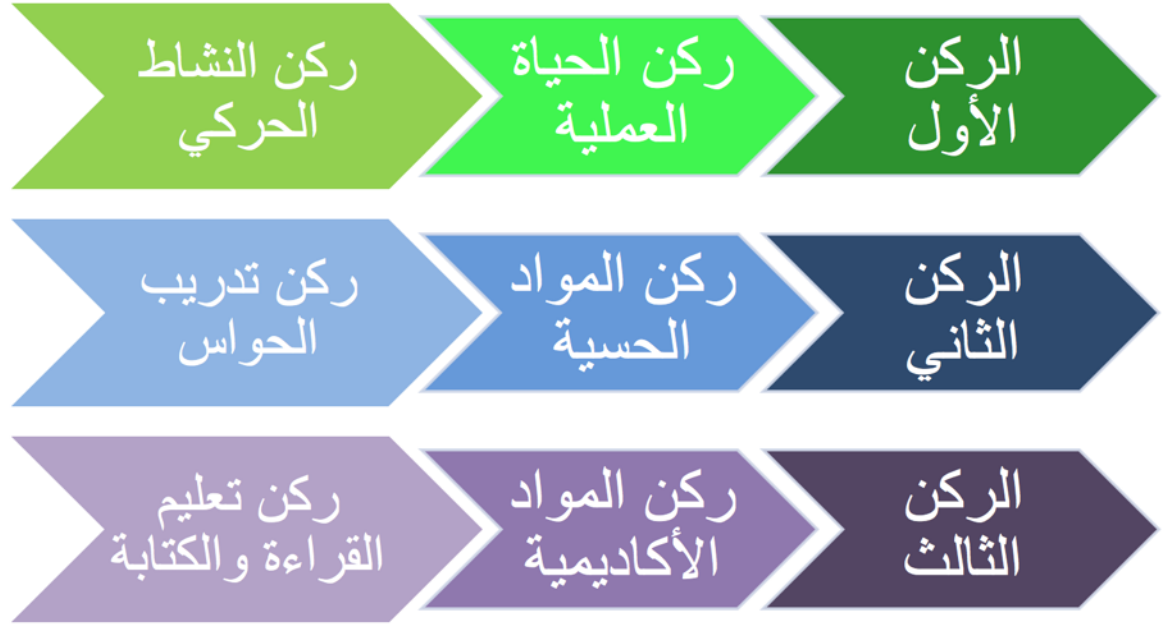 الركن
الأول
ركن الحياة
العملية
ركن النشاط
الحركي
الركن
الثاني
ركن المواد
الحسية
ركن تدريب
الحواس
الركن
الثالث
ركن المواد
الأكاديمية
ركن تعليم
القراءة والكتابة